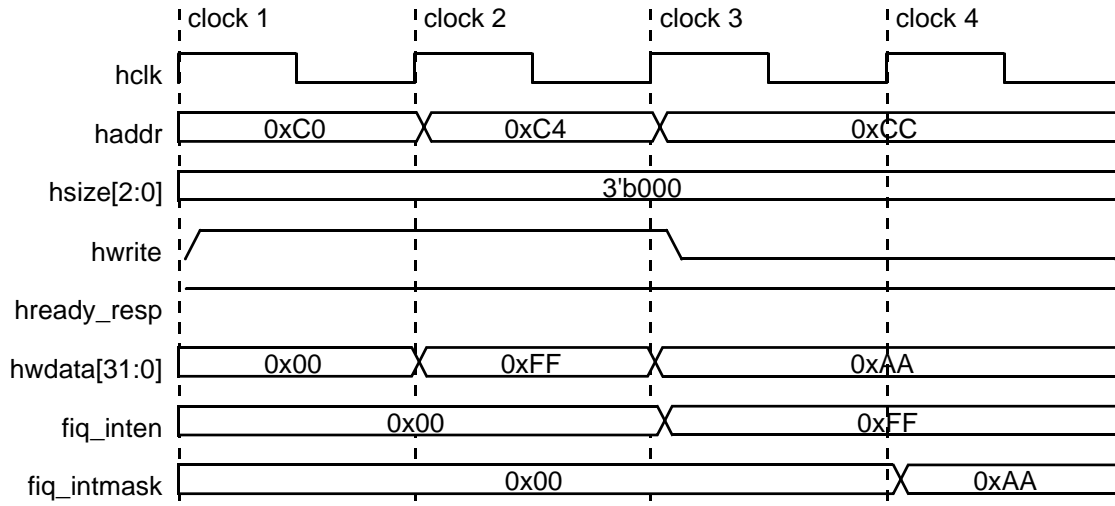 clock 1 clock 2 clock 3 clock 4
hclk
haddr 0xC0 0xC4 0xCC
hsize[2:0] 3'b000
hwrite
hready_resp
hwdata[31:0] 0x00 0xFF 0xAA
fiq_inten 0x00 0xFF
fiq_intmask 0x00 0xAA